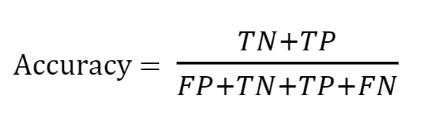 Accuracy = TN+TP / FP+TN+TP+FN